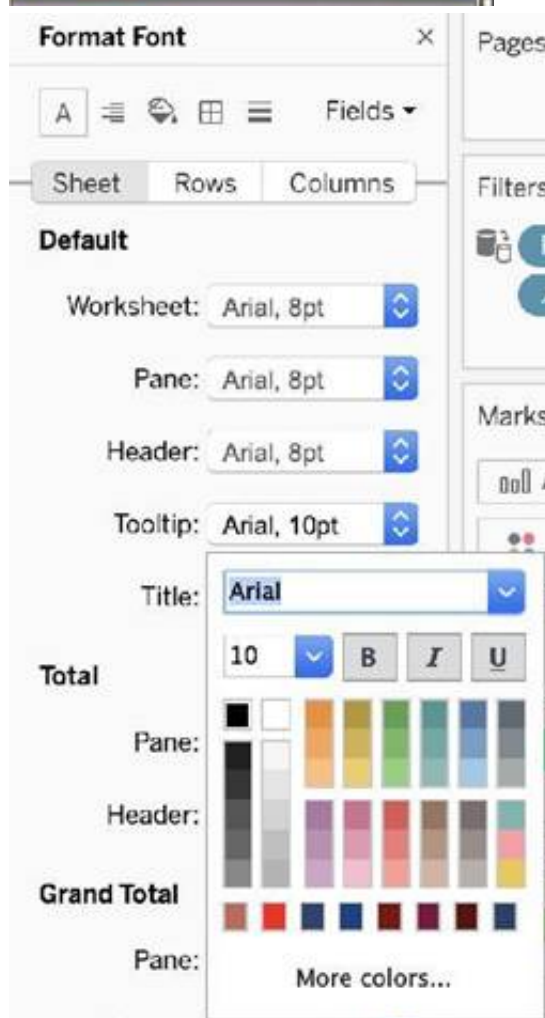 Format Font ×
Pages
A Fields
Sheet Rows Columns
Filters
Default
Worksheet: Arial, 8pt
Pane: Arial, 8pt
Header: Arial, 8pt
Marks
Tooltip: Arial, 10pt
Title: Arial
10 B I U
Total
Pane:
Header:
Grand Total
Pane:
More colors...